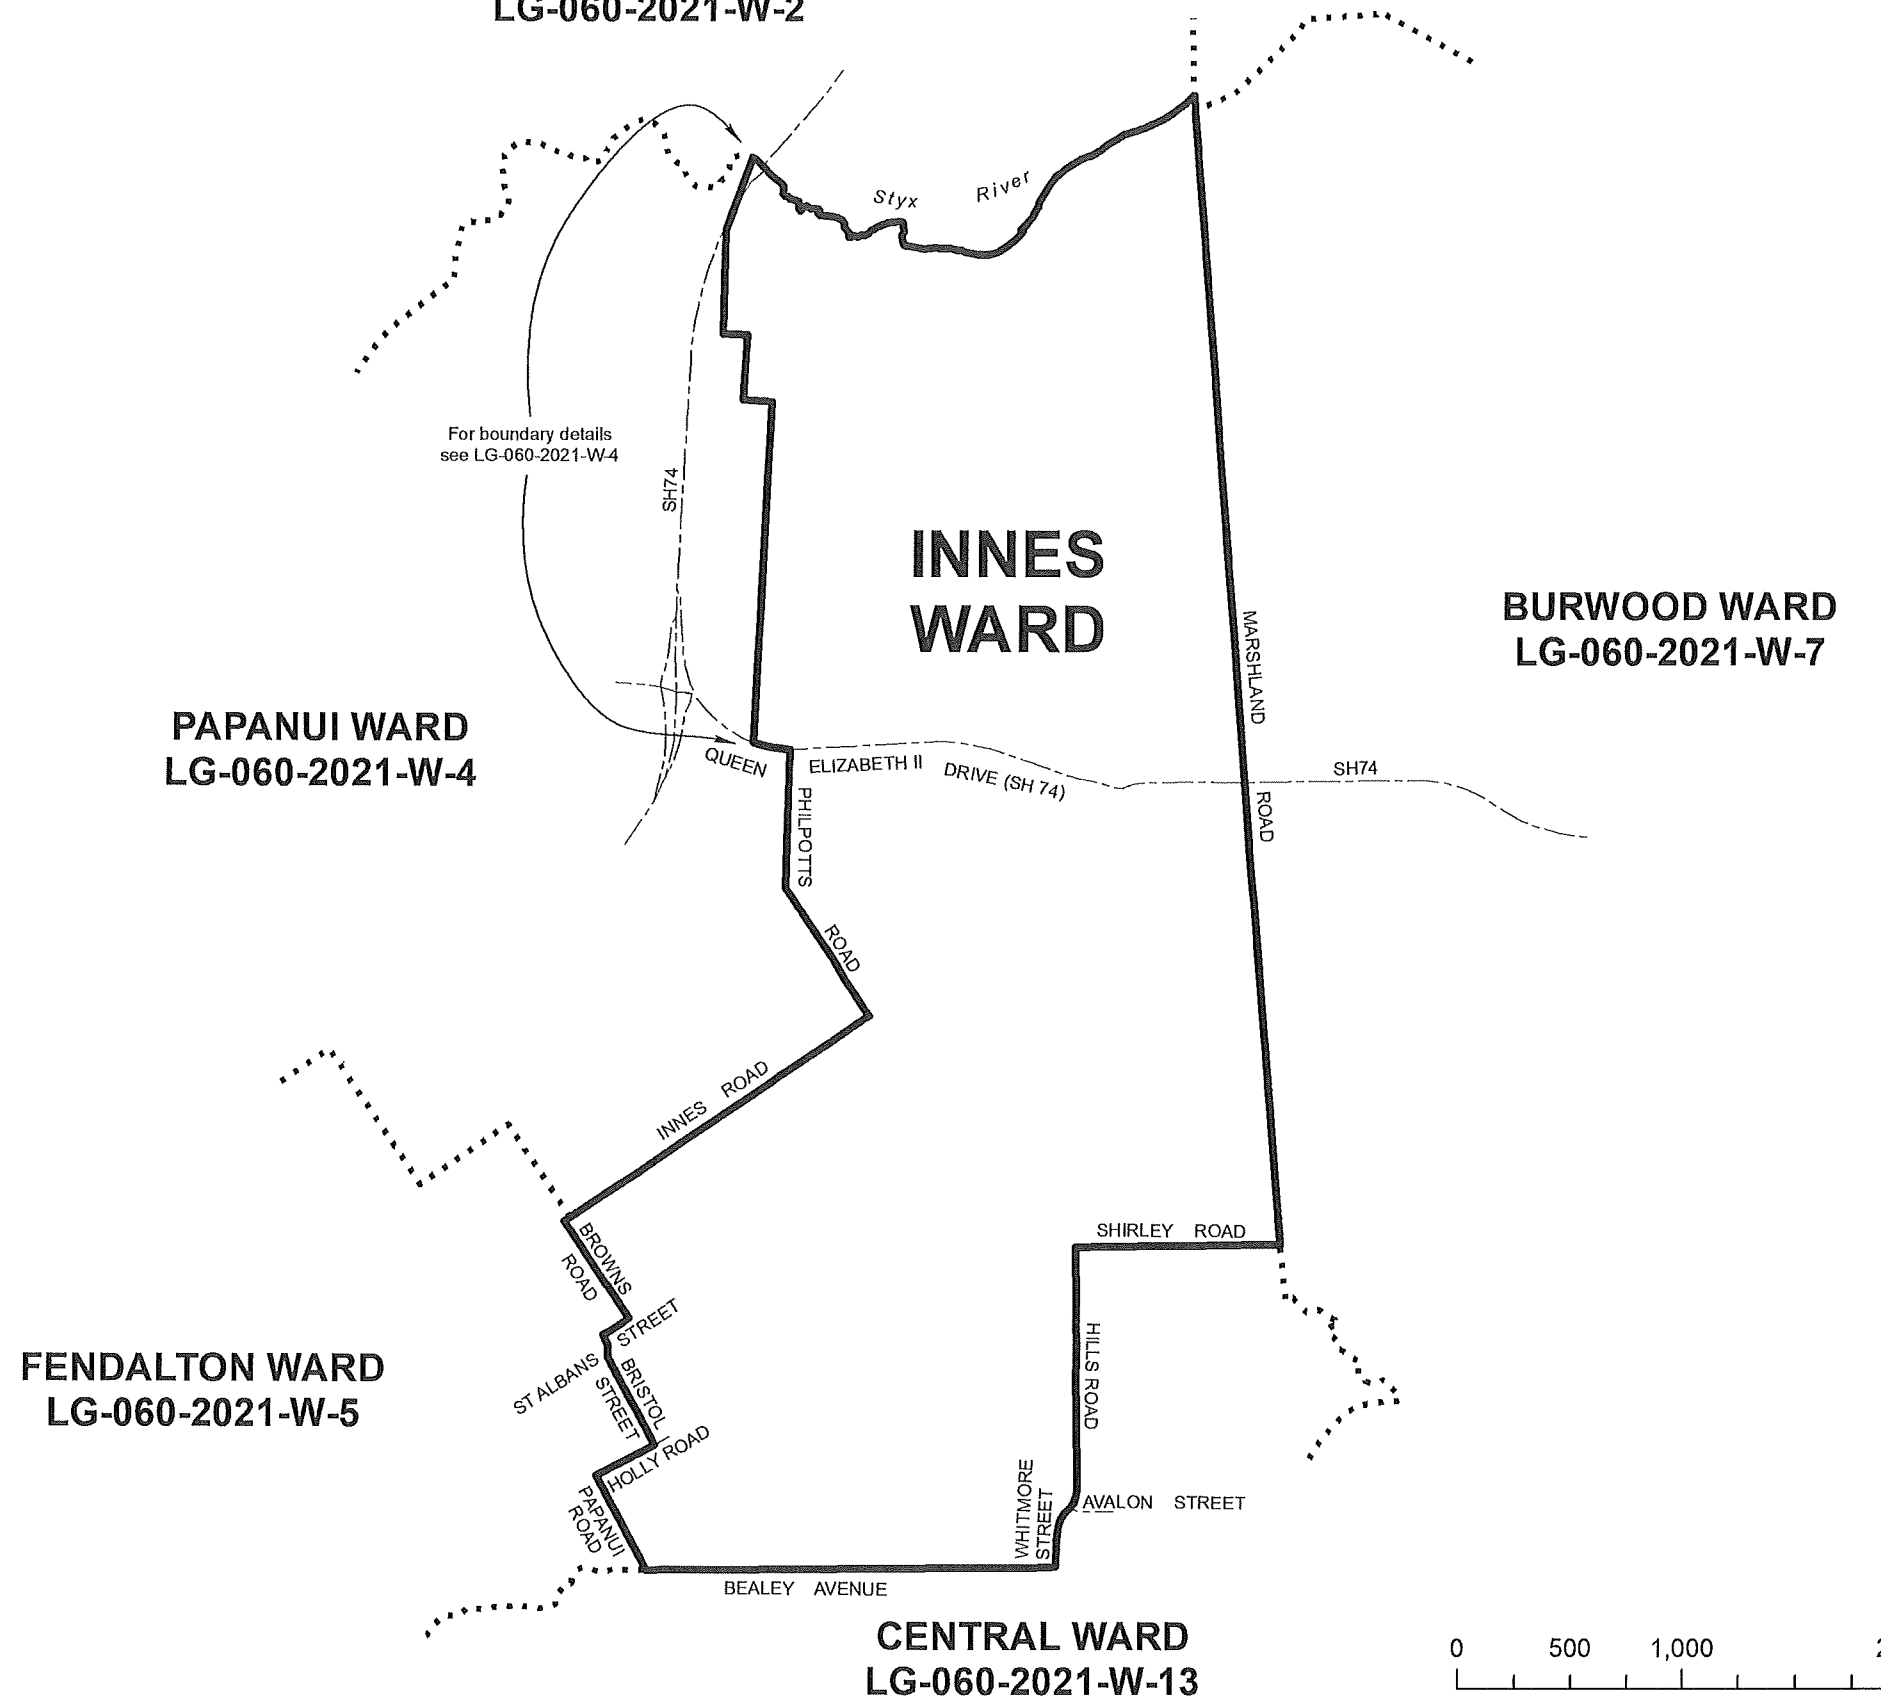 LG-060-2021-W-2
Styx River
For boundary details
see LG-060-2021-W-4
SH74
INNES
WARD
BURWOOD WARD
LG-060-2021-W-7
MARSHLAND
ROAD
PAPANUI WARD
LG-060-2021-W-4
QUEEN ELIZABETH II DRIVE (SH 74)
SH74
PHILPOTTS
ROAD
INNES ROAD
BROWNS
ROAD
SHIRLEY ROAD
ST ALBANS STREET
BRISTOL
STREET
FENDALTON WARD
LG-060-2021-W-5
HILLS ROAD
HOLLY ROAD
PAPANUI
ROAD
WHITMORE
STREET
AVALON STREET
BEALEY AVENUE
CENTRAL WARD
LG-060-2021-W-13
0 500 1,000